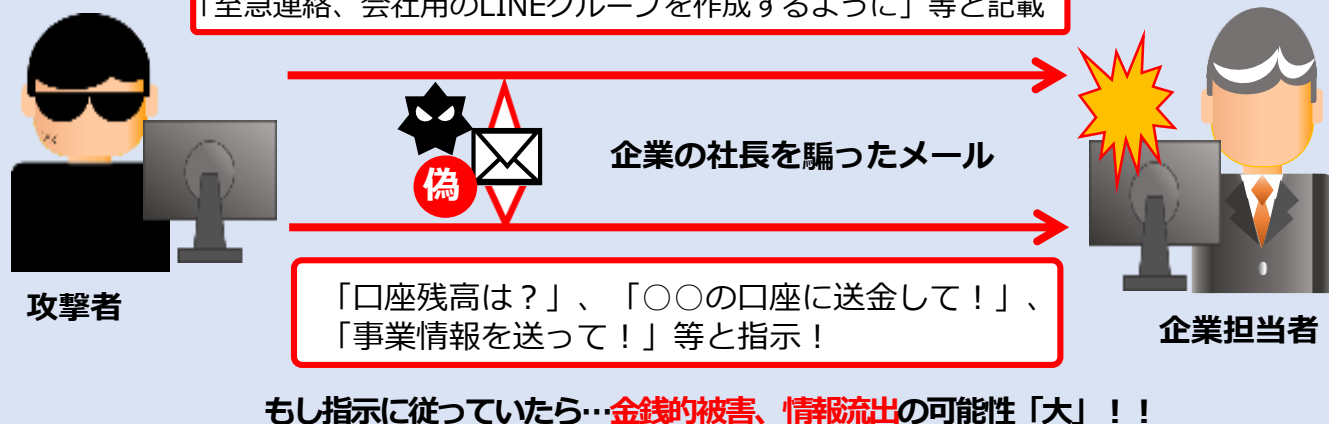 「至急連絡、会社用のLINEグループを作成するように」等と記載
偽
企業の社長を騙ったメール
攻撃者
「口座残高は？」、「○○の口座に送金して！」、
「事業情報を送って！」等と指示！
企業担当者
もし指示に従っていたら…金銭的被害、情報流出の可能性「大」！！